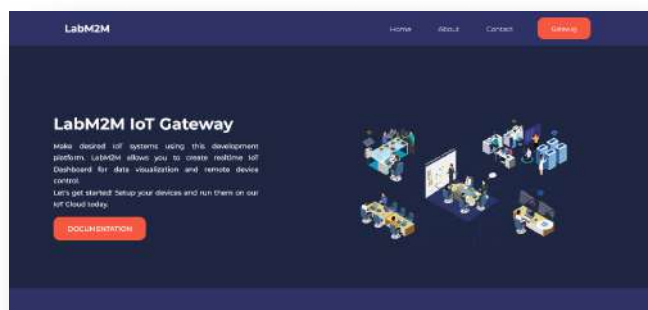 LabM2M
Home About Contact Gateway
LabM2M IoT Gateway
Make desired IoT systems using this development
platform. LabM2M allows you to create realtime IoT
Dashboard for data visualization and remote device
control.
Let's get started! Setup your devices and run them on our
IoT Cloud today.
DOCUMENTATION